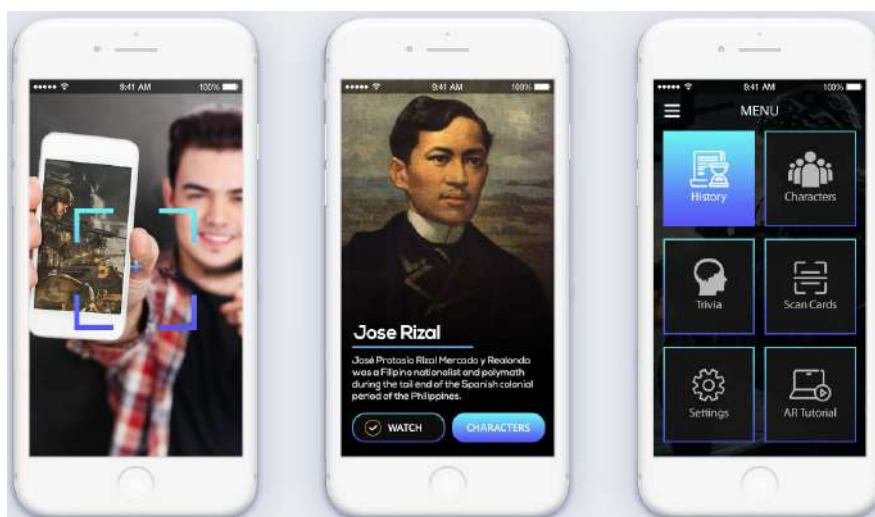 9:41 AM 100%
9:41 AM 100%
Jose Rizal
José Protasio Rizal Mercado y Realonda
was a Filipino nationalist and polymath
during the tail end of the Spanish colonial
period of the Philippines.
WATCH CHARACTERS
9:41 AM 100%
MENU
History Characters
Trivia Scan Cards
Settings AR Tutorial